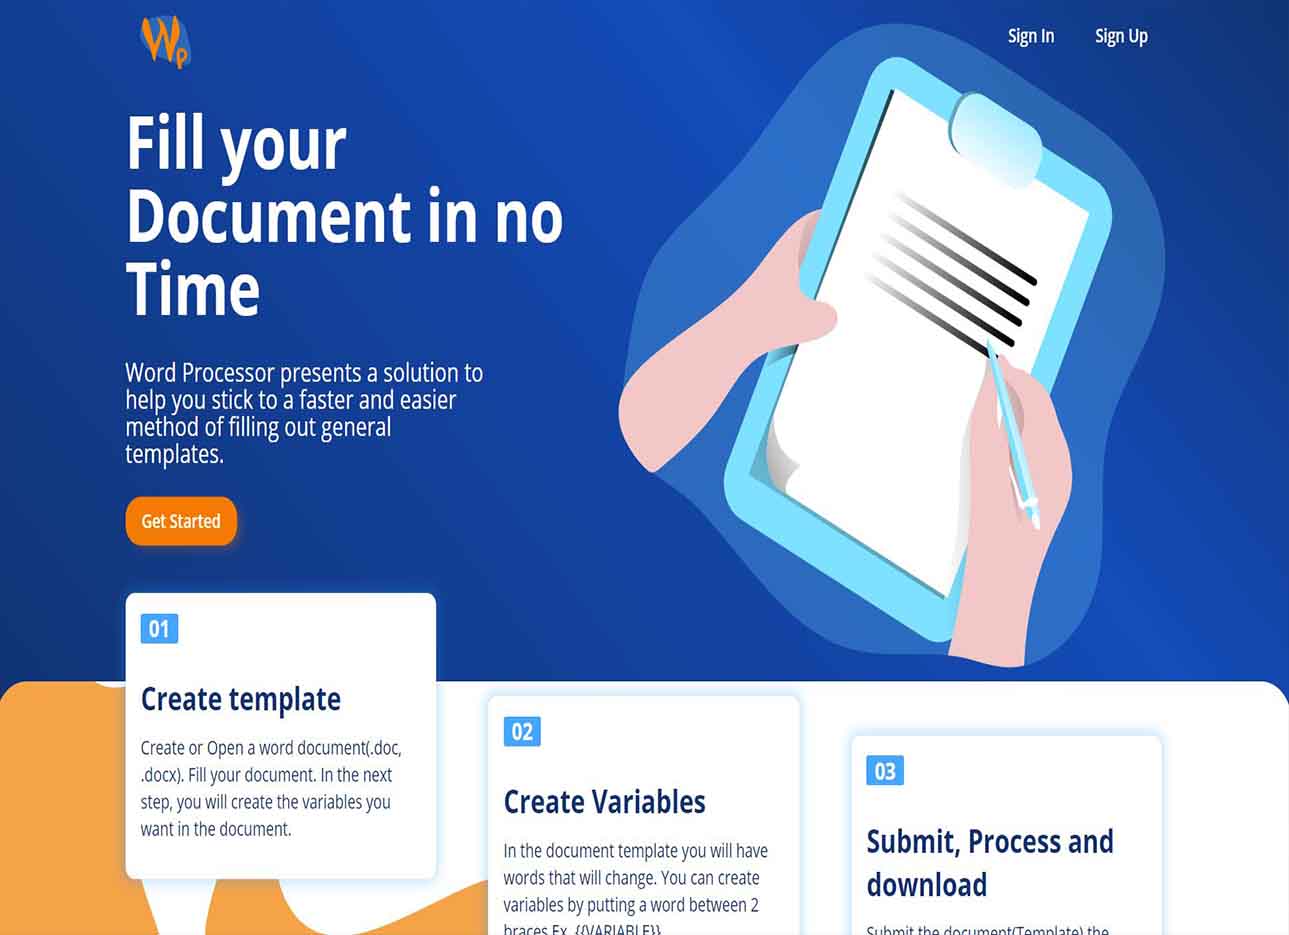 Wp
Sign In
Sign Up
Fill your
Document in no
Time
Word Processor presents a solution to
help you stick to a faster and easier
method of filling out general
templates.
Get Started
01
Create template
Create or Open a word document(.doc,
.docx). Fill your document. In the next
step, you will create the variables you
want in the document.
02
Create Variables
In the document template you will have
words that will change. You can create
variables by putting a word between 2
braces Ex. {{VARIABLE}}
03
Submit, Process and
download
Submit the document(Template) the